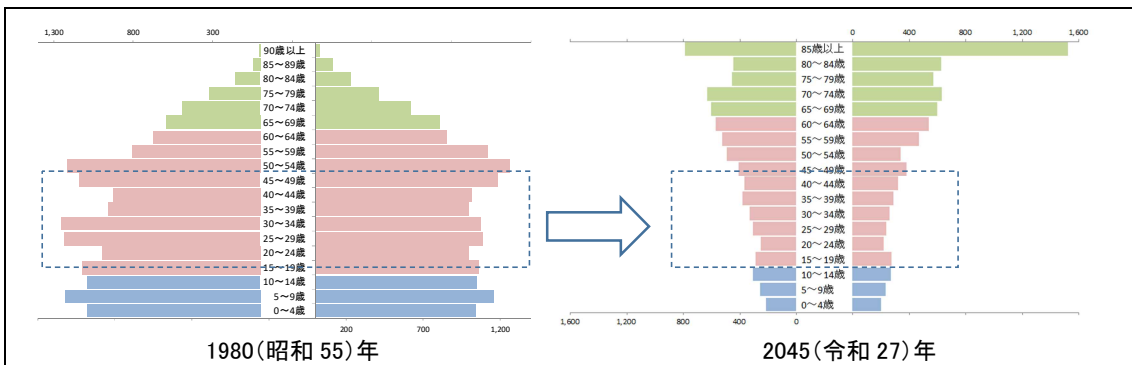 1,300 800 300
90歳以上
85～89歳
80～84歳
75～79歳
70～74歳
65～69歳
60～64歳
55～59歳
50～54歳
45～49歳
40～44歳
35～39歳
30～34歳
25～29歳
20～24歳
15～19歳
10～14歳
5～9歳
0～4歳
200 700 1,200
1980(昭和 55)年
0 400 800 1,200 1,600
85歳以上
80～84歳
75～79歳
70～74歳
65～69歳
60～64歳
55～59歳
50～54歳
45～49歳
40～44歳
35～39歳
30～34歳
25～29歳
20～24歳
15～19歳
10～14歳
5～9歳
0～4歳
1,600 1,200 800 400 0
2045(令和 27)年